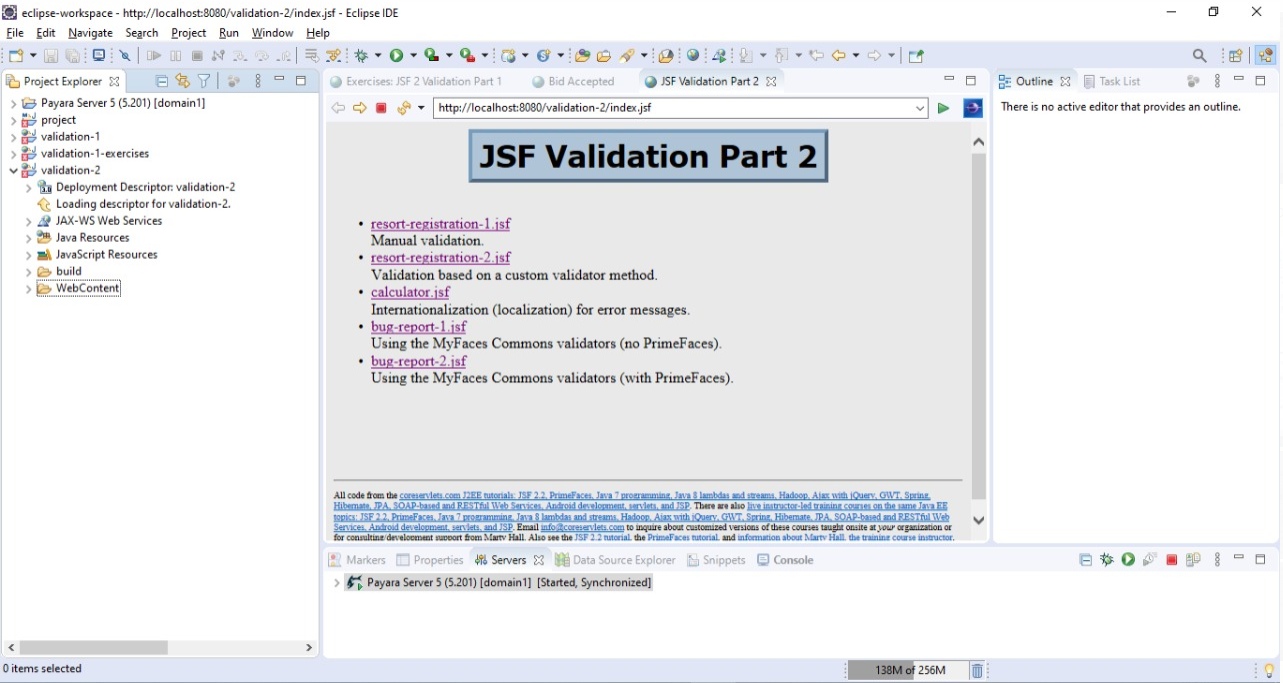 eclipse-workspace - http://localhost:8080/validation-2/index.jsf - Eclipse IDE
File Edit Navigate Search Project Run Window Help
Project Explorer
Payara Server 5 (5.201) [domain1]
project
validation-1
validation-1-exercises
validation-2
Deployment Descriptor: validation-2
Loading descriptor for validation-2.
JAX-WS Web Services
Java Resources
JavaScript Resources
build
WebContent
Exercises: JSF 2 Validation Part 1 Bid Accepted JSF Validation Part 2
http://localhost:8080/validation-2/index.jsf
JSF Validation Part 2
• resort-registration-1.jsf
Manual validation.
• resort-registration-2.jsf
Validation based on a custom validator method.
• calculator.jsf
Internationalization (localization) for error messages.
• bug-report-1.jsf
Using the MyFaces Commons validators (no PrimeFaces).
• bug-report-2.jsf
Using the MyFaces Commons validators (with PrimeFaces).
All code from the coreservlets.com J2EE tutorials: JSF 2.2, PrimeFaces, Java 7 programming, Java 8 lambdas and streams, Hadoop, Ajax with jQuery, GWT, Spring,
Hibernate, JPA, SOAP-based and RESTful Web Services, Android development, servlets, and JSP. There are also live instructor-led training courses on the same Java EE
topics: JSF 2.2, PrimeFaces, Java 7 programming, Java 8 lambdas and streams, Hadoop, Ajax with jQuery, GWT, Spring, Hibernate, JPA, SOAP-based and RESTful Web
Services, Android development, servlets, and JSP. Email info@coreservlets.com to inquire about customized versions of these courses taught onsite at your organization or
for consulting/development support from Marty Hall. Also see the JSF 2.2 tutorial, the PrimeFaces tutorial, and information about Marty Hall, the training course instructor.
Outline Task List
There is no active editor that provides an outline.
Markers Properties Servers Data Source Explorer Snippets Console
Payara Server 5 (5.201) [domain1] [Started, Synchronized]
0 items selected
138M of 256M